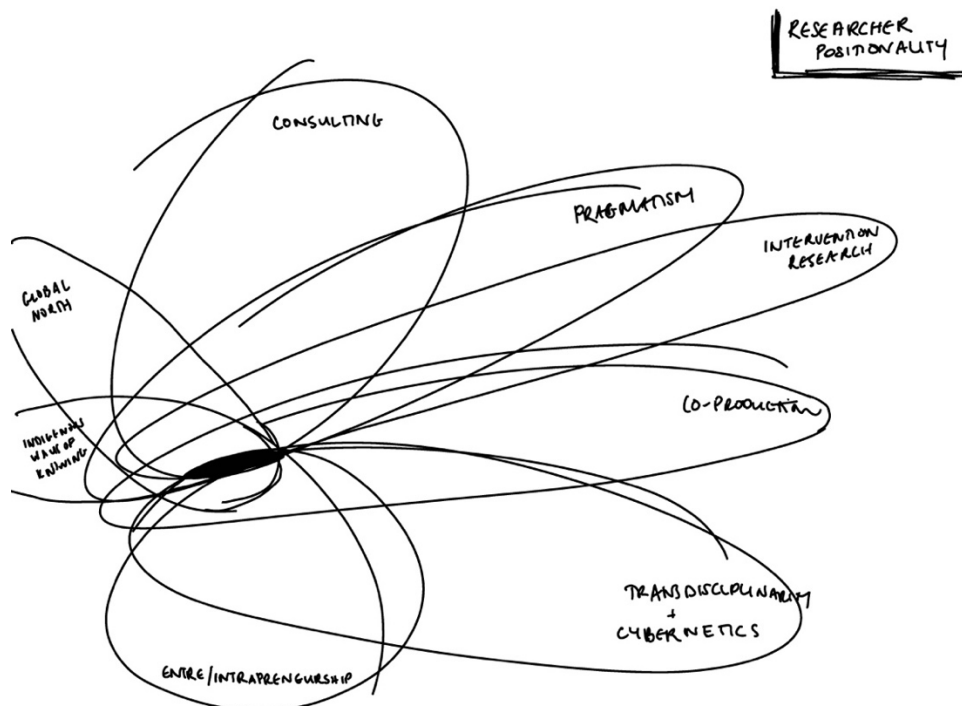 RESEARCHER
POSITIONALITY
CONSULTING
PRAGMATISM
INTERVENTION
RESEARCH
GLOBAL
NORTH
CO-PRODUCTION
INDIGENOUS
WAYS OF
KNOWING
TRANSDISCIPLINARITY
+
CYBERNETICS
ENTRE/INTRAPRENEURSHIP